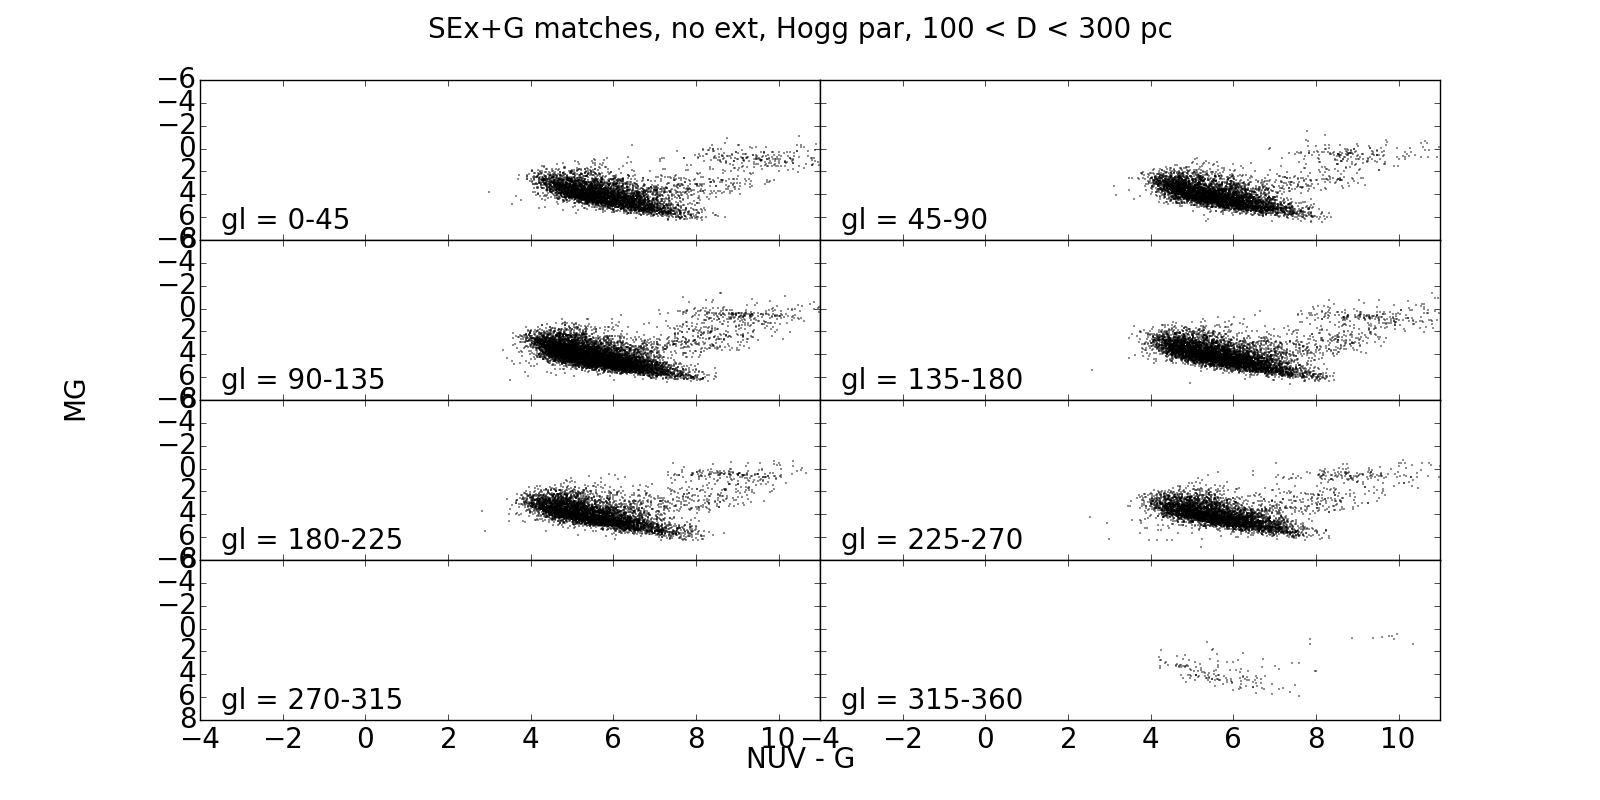 SEx+G matches, no ext, Hogg par, 100 < D < 300 pc
−6
−4
−2
0
2
4
6
8
gl = 0-45
gl = 45-90
−6
−4
−2
0
2
4
6
8
gl = 90-135
gl = 135-180
−6
−4
−2
0
2
4
6
8
gl = 180-225
gl = 225-270
−6
−4
−2
0
2
4
6
8
gl = 270-315
gl = 315-360
MG
−4 −2 0 2 4 6 8 10 −4 −2 0 2 4 6 8 10
NUV - G